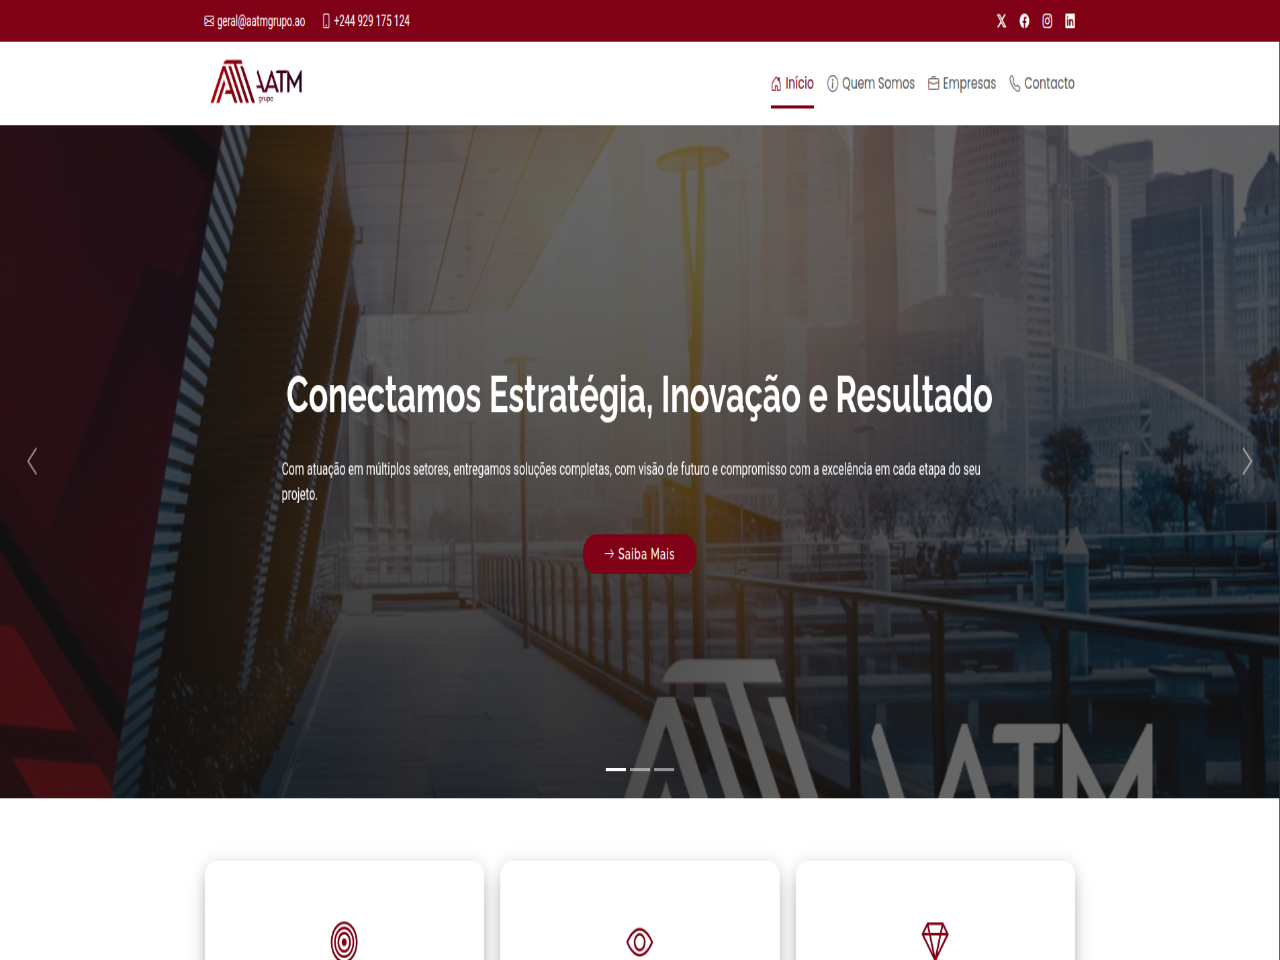 geral@aatmgrupo.ao +244 929 175 124
AATM
grupo
Início Quem Somos Empresas Contacto
Conectamos Estratégia, Inovação e Resultado
Com atuação em múltiplos setores, entregamos soluções completas, com visão de futuro e compromisso com a excelência em cada etapa do seu
projeto.
→ Saiba Mais
AATM